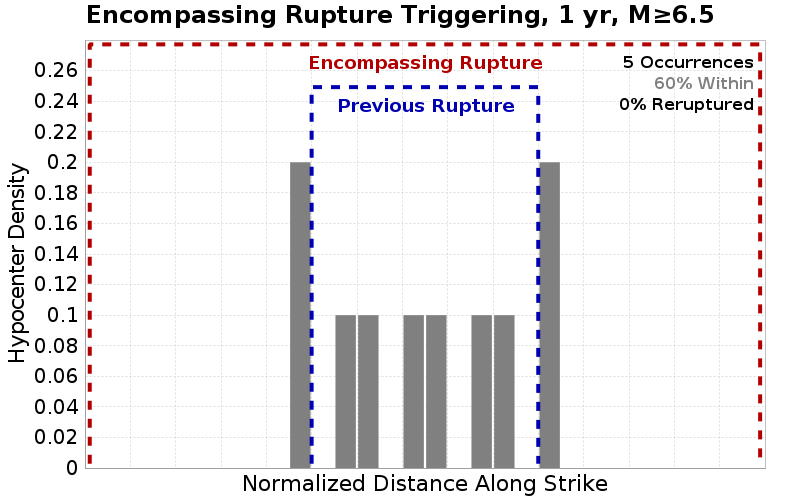 Encompassing Rupture Triggering, 1 yr, M≥6.5
Encompassing Rupture
5 Occurrences
60% Within
Previous Rupture
0% Reruptured
Hypocenter Density
0.26
0.24
0.22
0.2
0.18
0.16
0.14
0.12
0.1
0.08
0.06
0.04
0.02
0
Normalized Distance Along Strike